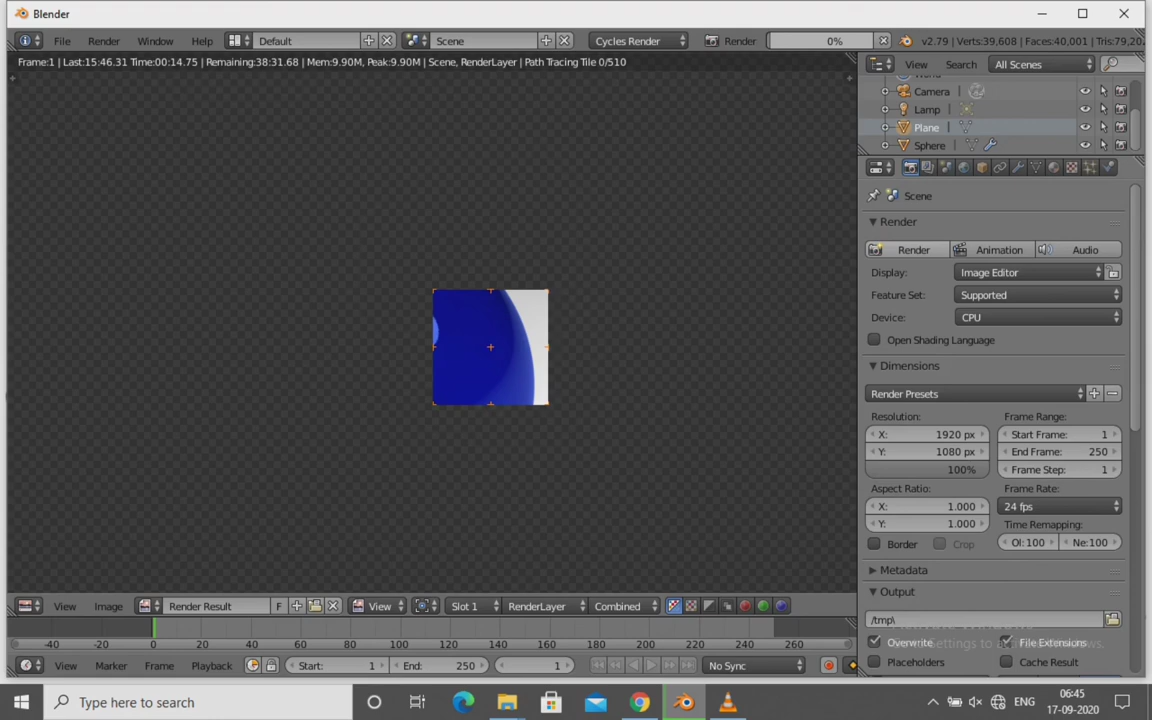 Blender
File Render Window Help Default Scene Cycles Render Render 0% v2.79 | Verts:39,608 | Faces:40,001 | Tris:79,20
Frame:1 | Last:15:46.31 Time:00:14.75 | Remaining:38:31.68 | Mem:9.90M, Peak:9.90M | Scene, RenderLayer | Path Tracing Tile 0/510
View Search All Scenes
World
Camera
Lamp
Plane
Sphere
Scene
Render
Render Animation Audio
Display: Image Editor
Feature Set: Supported
Device: CPU
Open Shading Language
Dimensions
Render Presets
Resolution: Frame Range:
X: 1920 px Start Frame: 1
Y: 1080 px End Frame: 250
100% Frame Step: 1
Aspect Ratio: Frame Rate:
X: 1.000 24 fps
Y: 1.000 Time Remapping:
Border Crop Ol:100 Ne:100
Metadata
Output
/tmp\
Overwrite File Extensions
Placeholders Cache Result
View Image Render Result F View Slot 1 RenderLayer Combined
-40 -20 0 20 40 60 80 100 120 140 160 180 200 220 240 260
View Marker Frame Playback Start: 1 End: 250 1 No Sync
Type here to search
ENG
06:45
17-09-2020